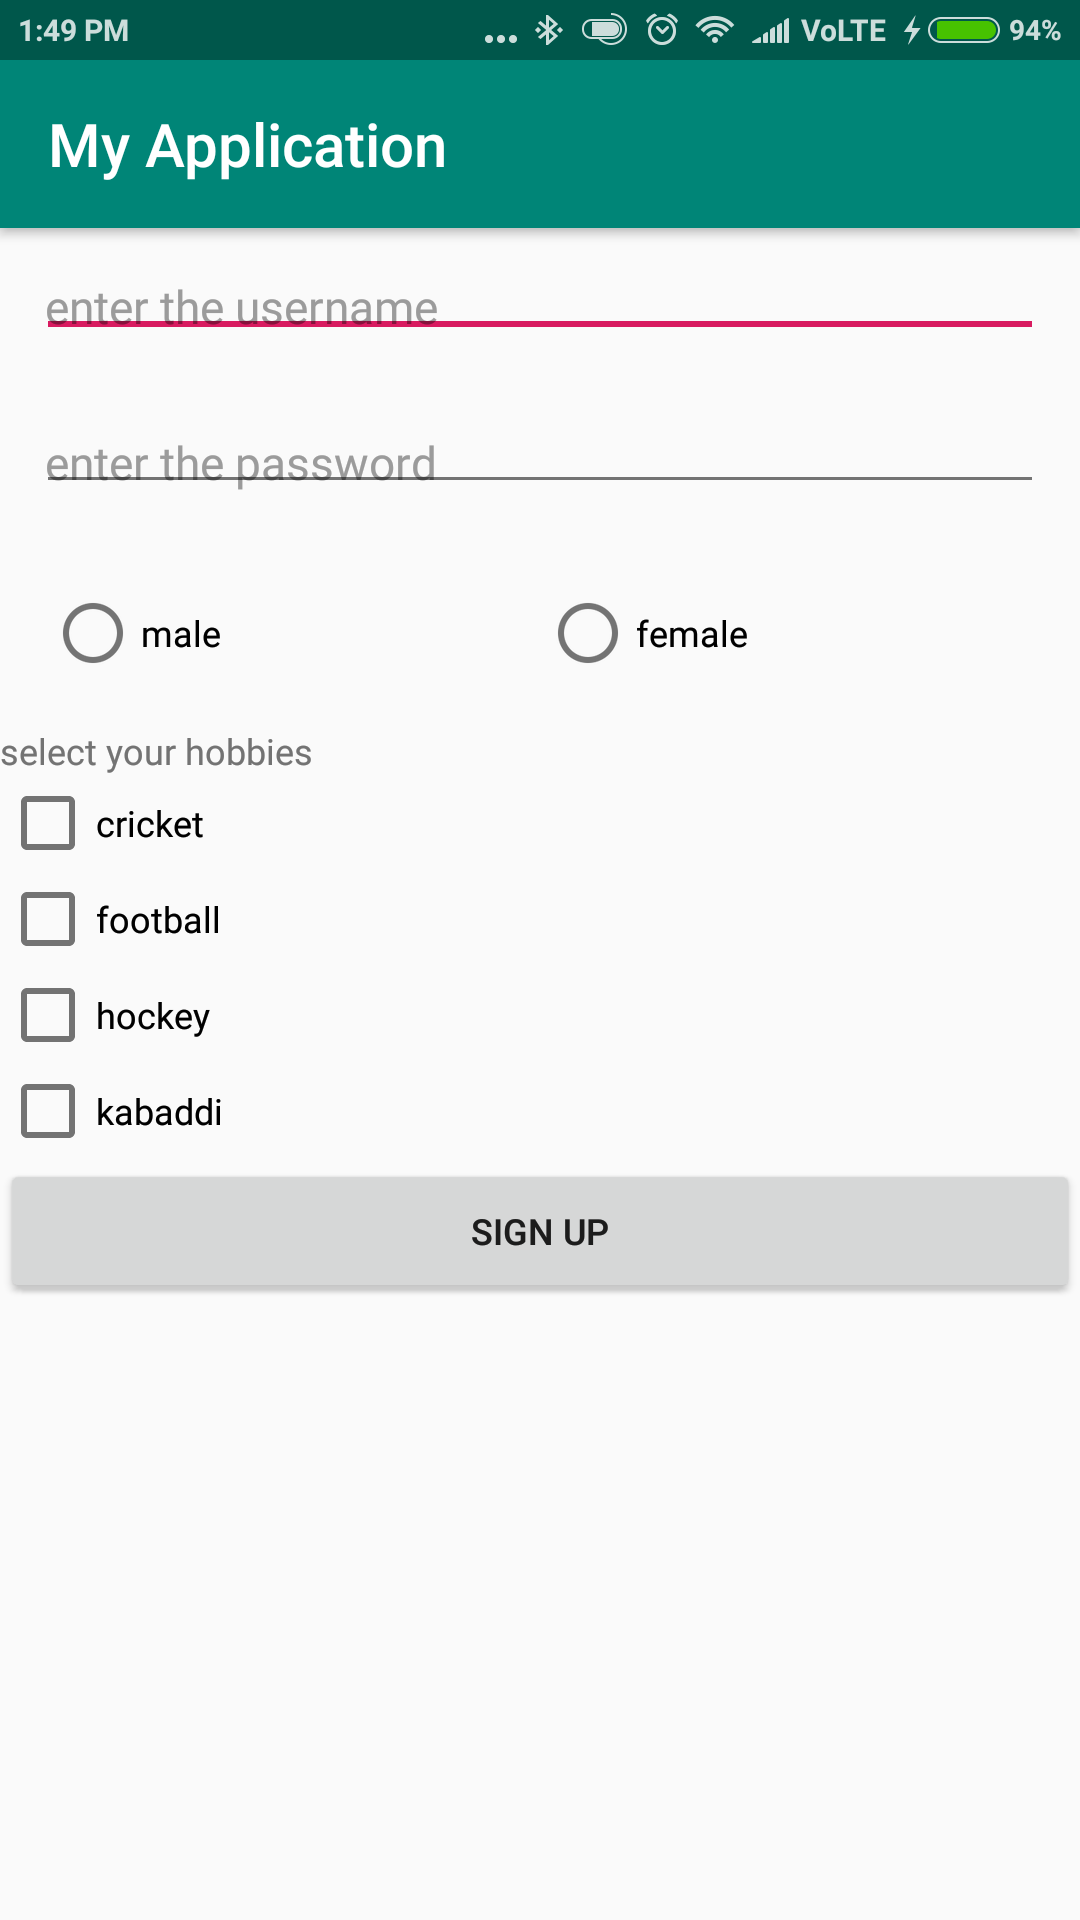 1:49 PM ... VoLTE 94%
My Application
enter the username
enter the password
male female
select your hobbies
cricket
football
hockey
kabaddi
SIGN UP